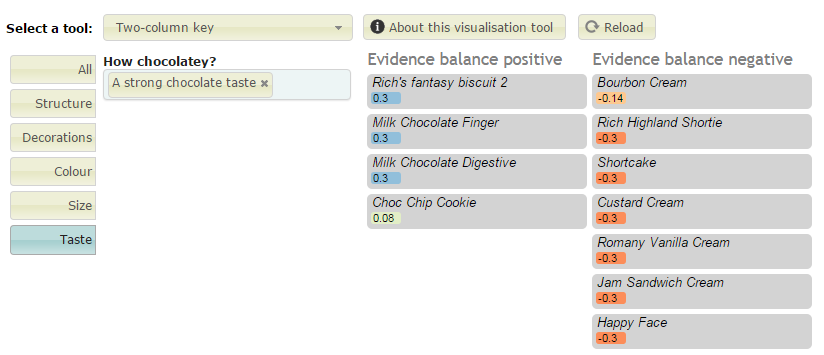 Select a tool: Two-column key About this visualisation tool Reload
All
Structure
Decorations
Colour
Size
Taste
How chocolatey?
A strong chocolate taste ×
Evidence balance positive
Rich's fantasy biscuit 2
0.3
Milk Chocolate Finger
0.3
Milk Chocolate Digestive
0.3
Choc Chip Cookie
0.08
Evidence balance negative
Bourbon Cream
-0.14
Rich Highland Shortie
-0.3
Shortcake
-0.3
Custard Cream
-0.3
Romany Vanilla Cream
-0.3
Jam Sandwich Cream
-0.3
Happy Face
-0.3